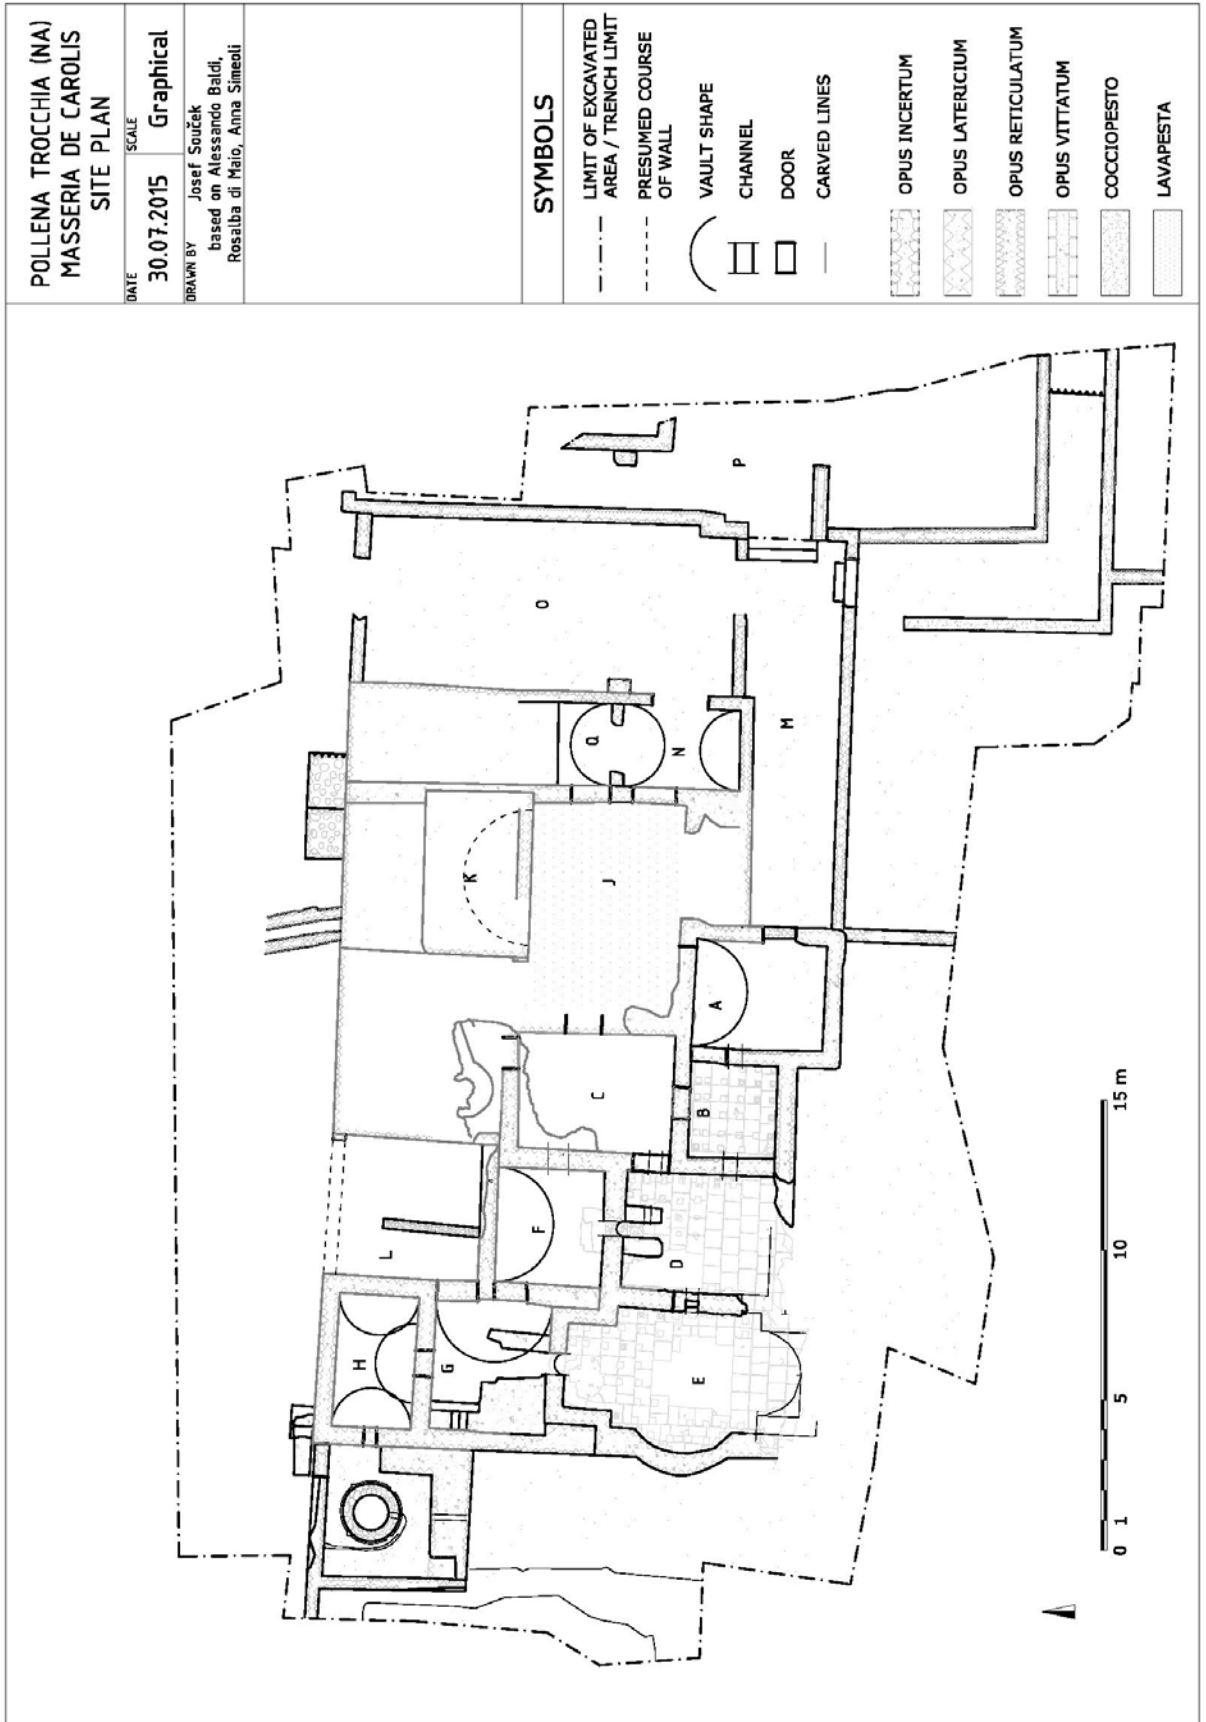 POLLENA TROCCHIA (NA)
MASSERIA DE CAROLIS
SITE PLAN
DATE
30.07.2015
SCALE
Graphical
DRAWN BY
Josef Souček
based on Alessando Baldi,
Rosalba di Maio, Anna Simeoli
SYMBOLS
LIMIT OF EXCAVATED
AREA / TRENCH LIMIT
PRESUMED COURSE
OF WALL
VAULT SHAPE
CHANNEL
DOOR
CARVED LINES
OPUS INCERTUM
OPUS LATERICIUM
OPUS RETICULATUM
OPUS VITTATUM
COCCIOPESTO
LAVAPESTA
H
L
K
O
G
F
Q
P
J
N
C
E
D
B
A
M
0 1 5 10 15 m